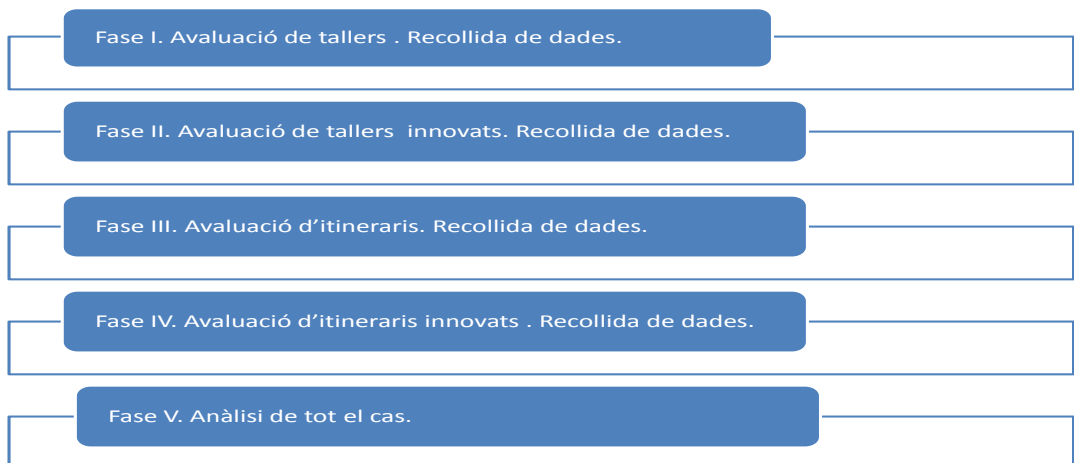 Fase I. Avaluació de tallers . Recollida de dades.
Fase II. Avaluació de tallers  innovats. Recollida de dades.
Fase III. Avaluació d’itineraris. Recollida de dades.
Fase IV. Avaluació d’itineraris innovats . Recollida de dades.
Fase V. Anàlisi de tot el cas.